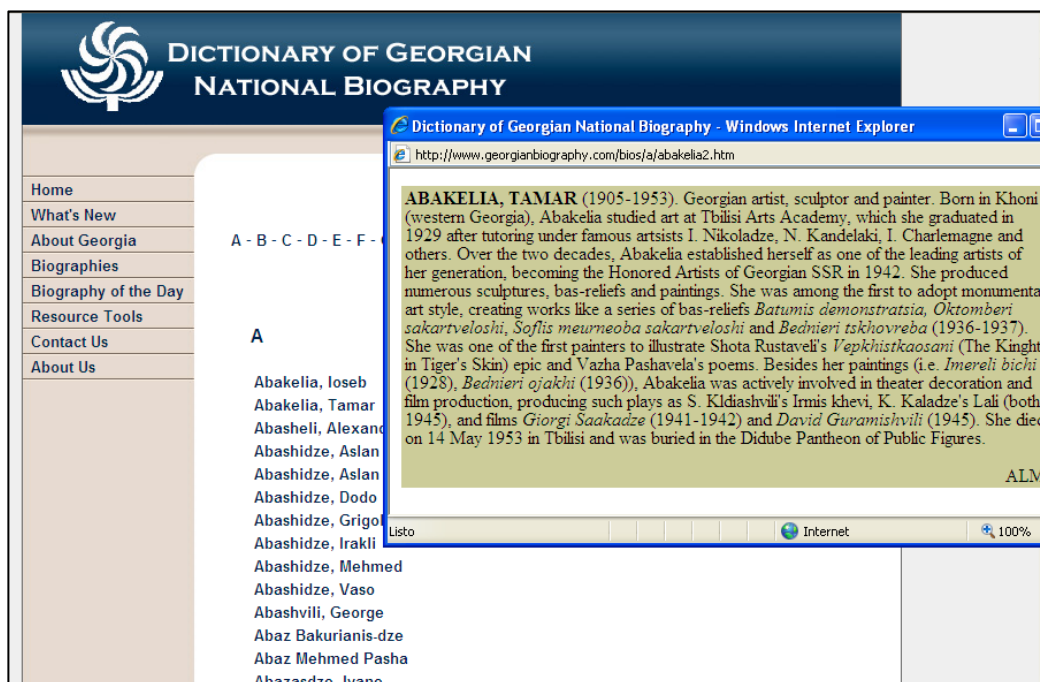 DICTIONARY OF GEORGIAN
NATIONAL BIOGRAPHY
Home
What's New
About Georgia
Biographies
Biography of the Day
Resource Tools
Contact Us
About Us
A - B - C - D - E - F -
A
Abakelia, Ioseb
Abakelia, Tamar
Abasheli, Alexand
Abashidze, Aslan
Abashidze, Aslan
Abashidze, Dodo
Abashidze, Grigol
Abashidze, Irakli
Abashidze, Mehmed
Abashidze, Vaso
Abashvili, George
Abaz Bakurianis-dze
Abaz Mehmed Pasha
Abazasdze, Ivane
Dictionary of Georgian National Biography - Windows Internet Explorer
http://www.georgianbiography.com/bios/a/abakelia2.htm
ABAKELIA, TAMAR (1905-1953). Georgian artist, sculptor and painter. Born in Khoni
(western Georgia), Abakelia studied art at Tbilisi Arts Academy, which she graduated in
1929 after tutoring under famous artsists I. Nikoladze, N. Kandelaki, I. Charlemagne and
others. Over the two decades, Abakelia established herself as one of the leading artists of
her generation, becoming the Honored Artists of Georgian SSR in 1942. She produced
numerous sculptures, bas-reliefs and paintings. She was among the first to adopt monumenta
art style, creating works like a series of bas-reliefs Batumis demonstratsia, Oktomberi
sakartveloshi, Soflis meurneoba sakartveloshi and Bednieri tskhovreba (1936-1937).
She was one of the first painters to illustrate Shota Rustaveli's Vepkhistkaosani (The Kinght
in Tiger's Skin) epic and Vazha Pashavela's poems. Besides her paintings (i.e. Imereli bichi
(1928), Bednieri ojakhi (1936)), Abakelia was actively involved in theater decoration and
film production, producing such plays as S. Kldiashvili's Irmis khevi, K. Kaladze's Lali (both
1945), and films Giorgi Saakadze (1941-1942) and David Guramishvili (1945). She died
on 14 May 1953 in Tbilisi and was buried in the Didube Pantheon of Public Figures.
ALM
Listo
Internet
100%